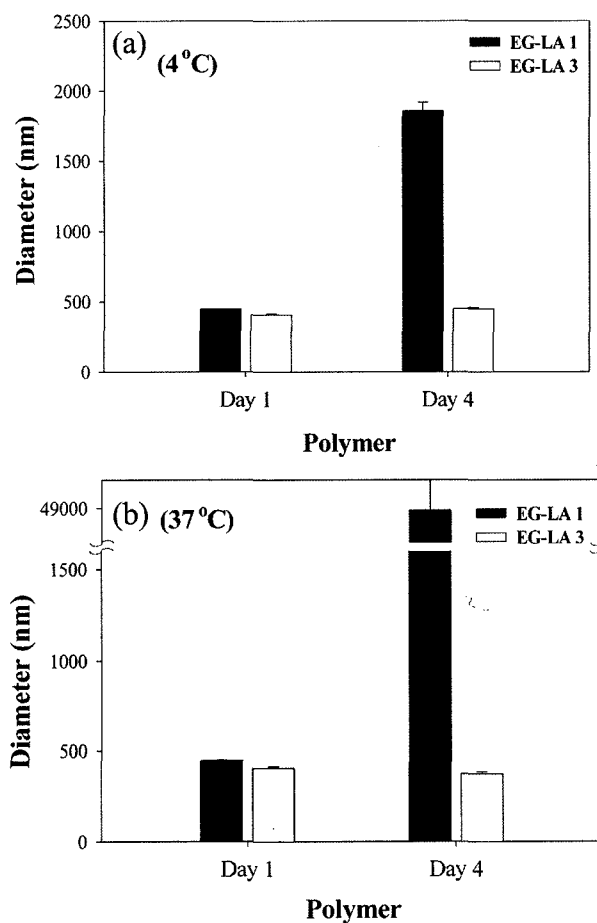 (a)
(4 °C)
EG-LA 1
EG-LA 3
2500
2000
1500
1000
500
0
Diameter (nm)
Day 1
Day 4
Polymer
(b)
(37 °C)
EG-LA 1
EG-LA 3
49000
1500
1000
500
0
Diameter (nm)
Day 1
Day 4
Polymer